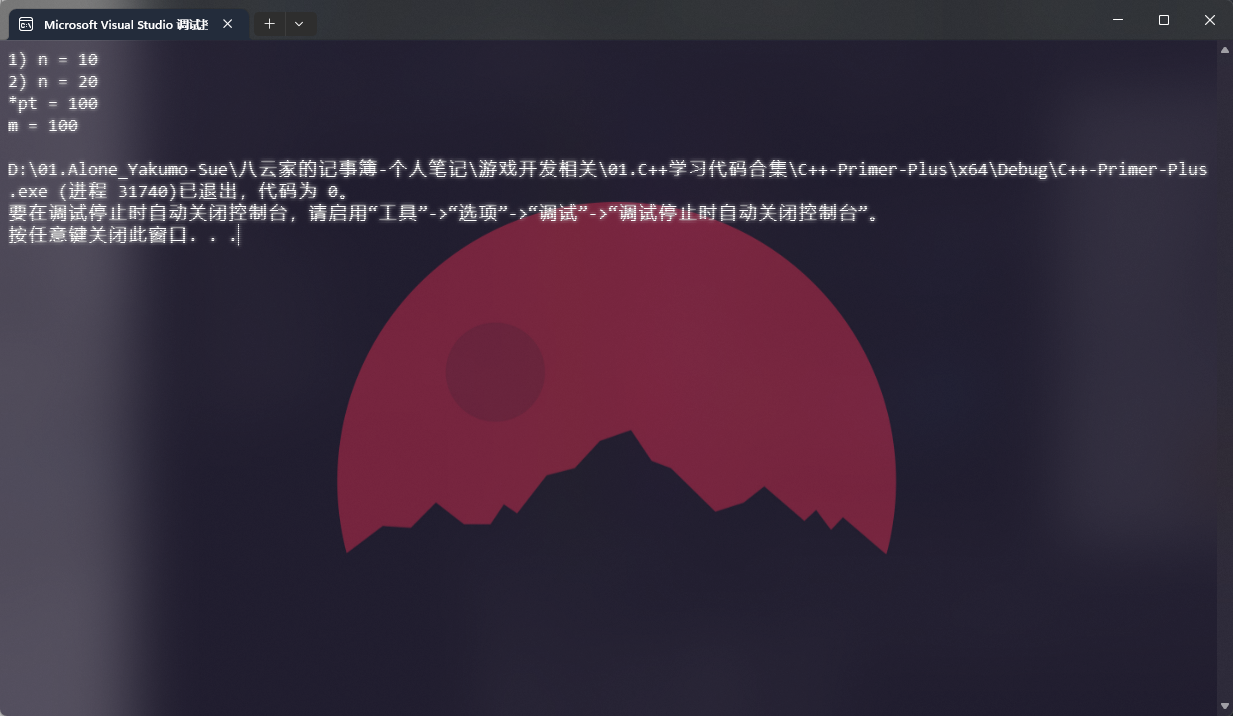 Microsoft Visual Studio 调试
1) n = 10
2) n = 20
*pt = 100
m = 100
D:\01.Alone_Yakumo-Sue\八云家的记事簿-个人笔记\游戏开发相关\01.C++学习代码合集\C++-Primer-Plus\x64\Debug\C++-Primer-Plus
.exe (进程 31740)已退出，代码为 0。
要在调试停止时自动关闭控制台，请启用“工具”->“选项”->“调试”->“调试停止时自动关闭控制台”。
按任意键关闭此窗口. . .